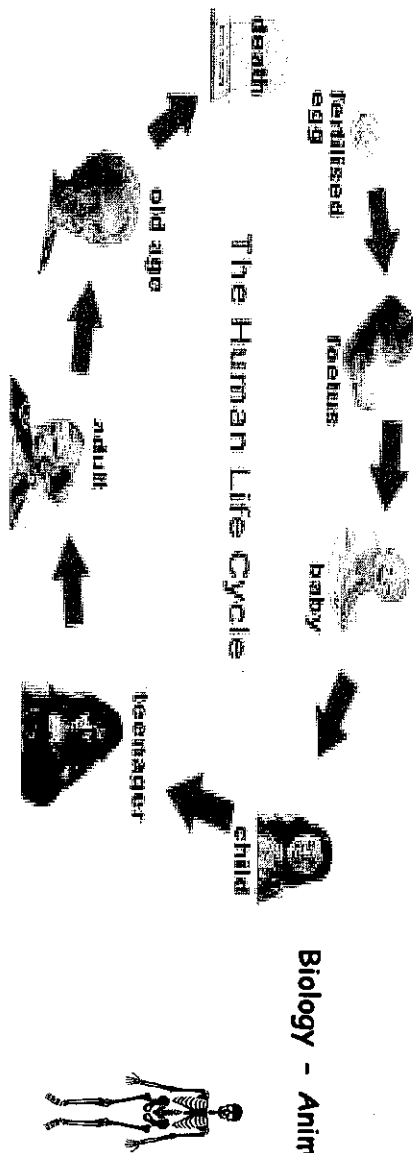 The Human Life Cycle
fertilised
egg
foetus
baby
child
teenager
adult
old age
death
Biology - Anim